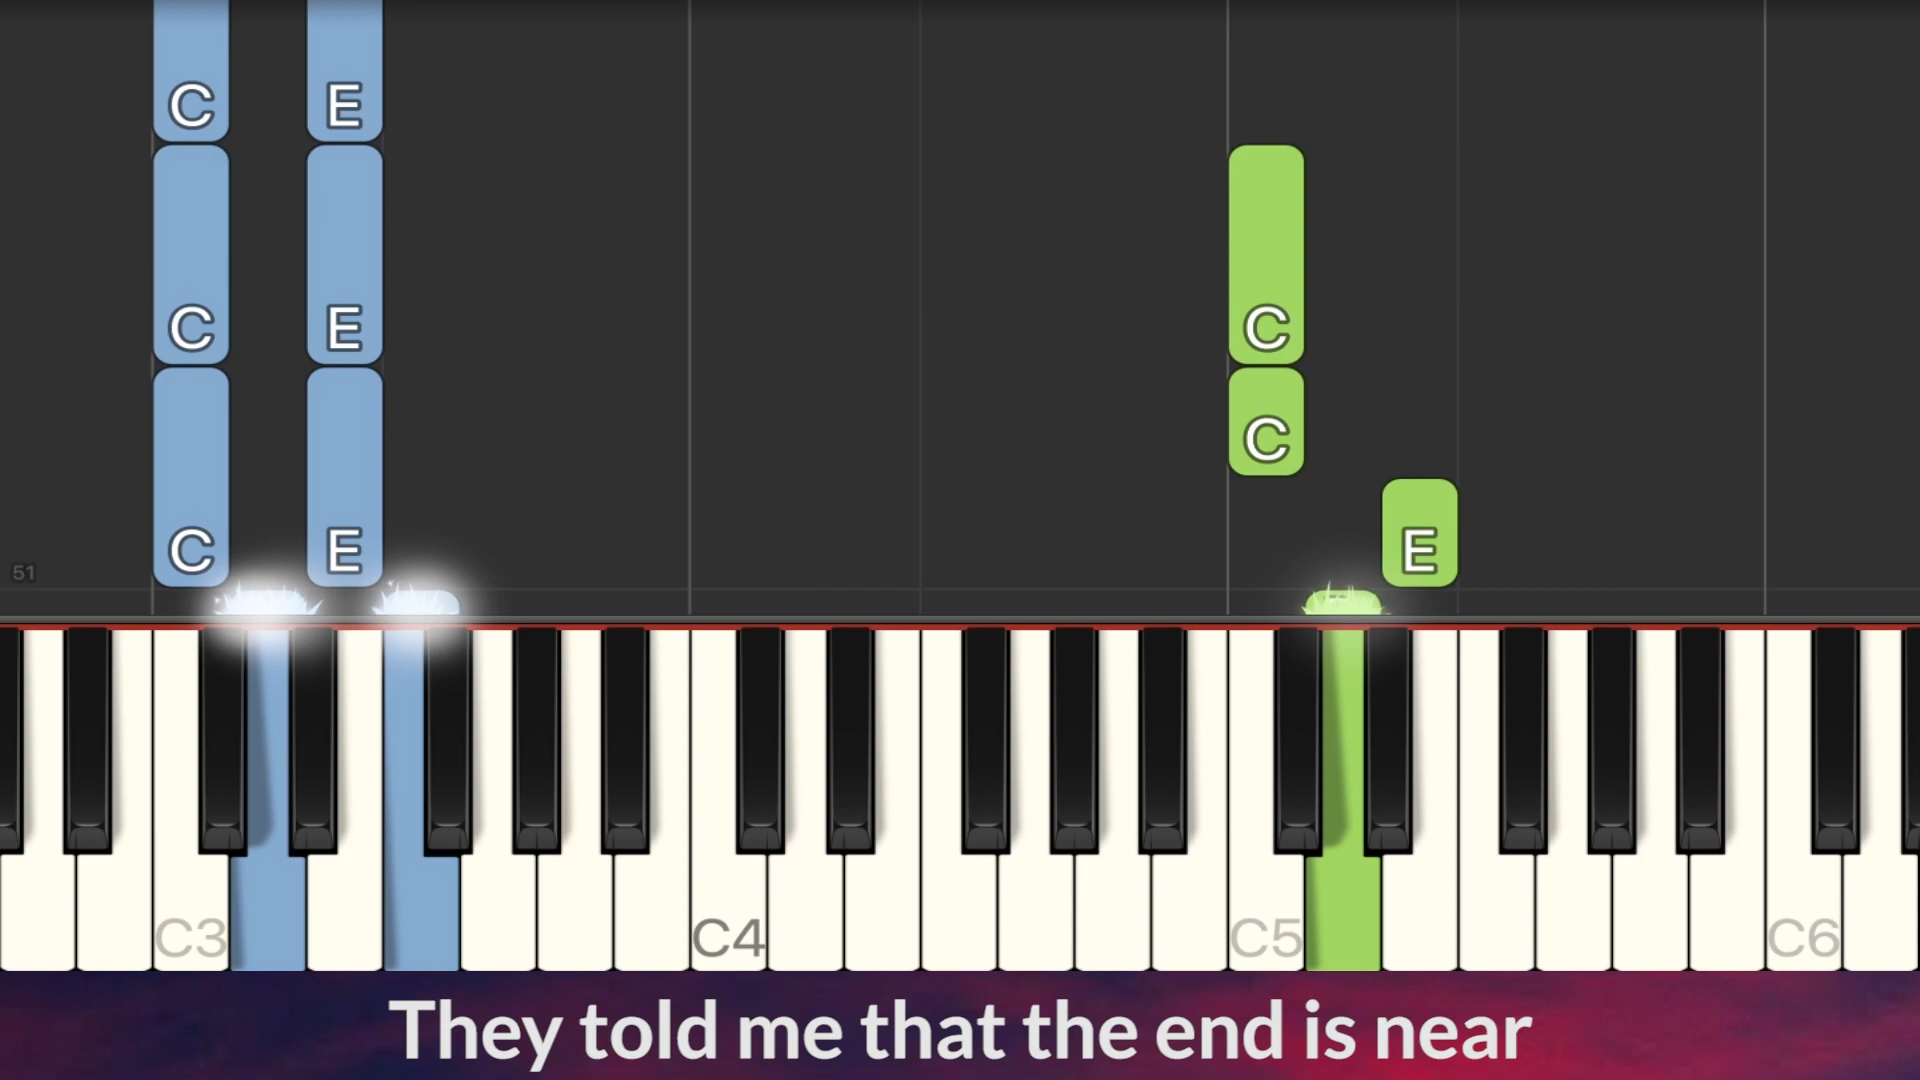 C E
C E C
C
C E E
51
C3 C4 C5 C6
They told me that the end is near